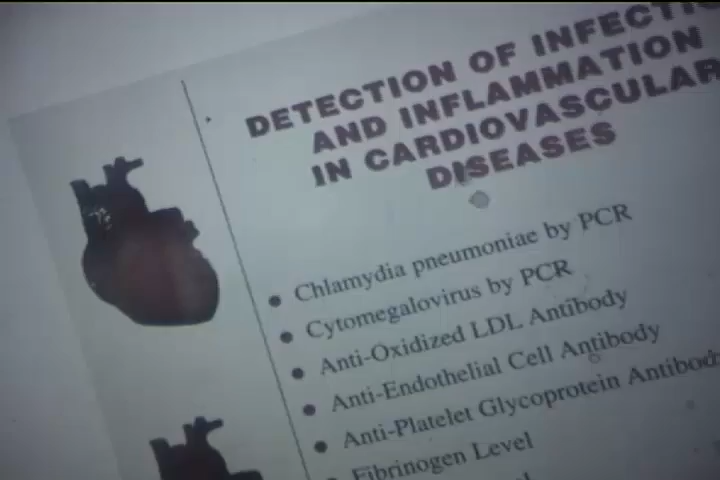 DETECTION OF INFECTIO
AND INFLAMMATION
IN CARDIOVASCULAR
DISEASES
• Chlamydia pneumoniae by PCR
• Cytomegalovirus by PCR
• Anti-Oxidized LDL Antibody
• Anti-Endothelial Cell Antibody
• Anti-Platelet Glycoprotein Antibod
• Fibrinogen Level